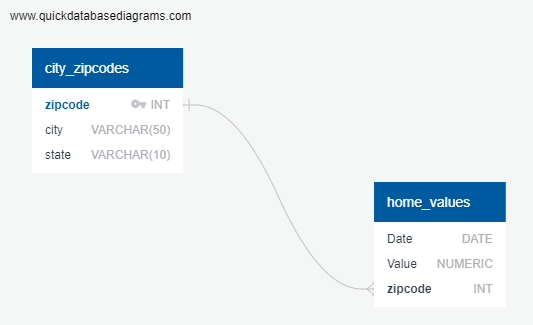 www.quickdatabasediagrams.com
city_zipcodes
zipcode INT
city VARCHAR(50)
state VARCHAR(10)
home_values
Date DATE
Value NUMERIC
zipcode INT